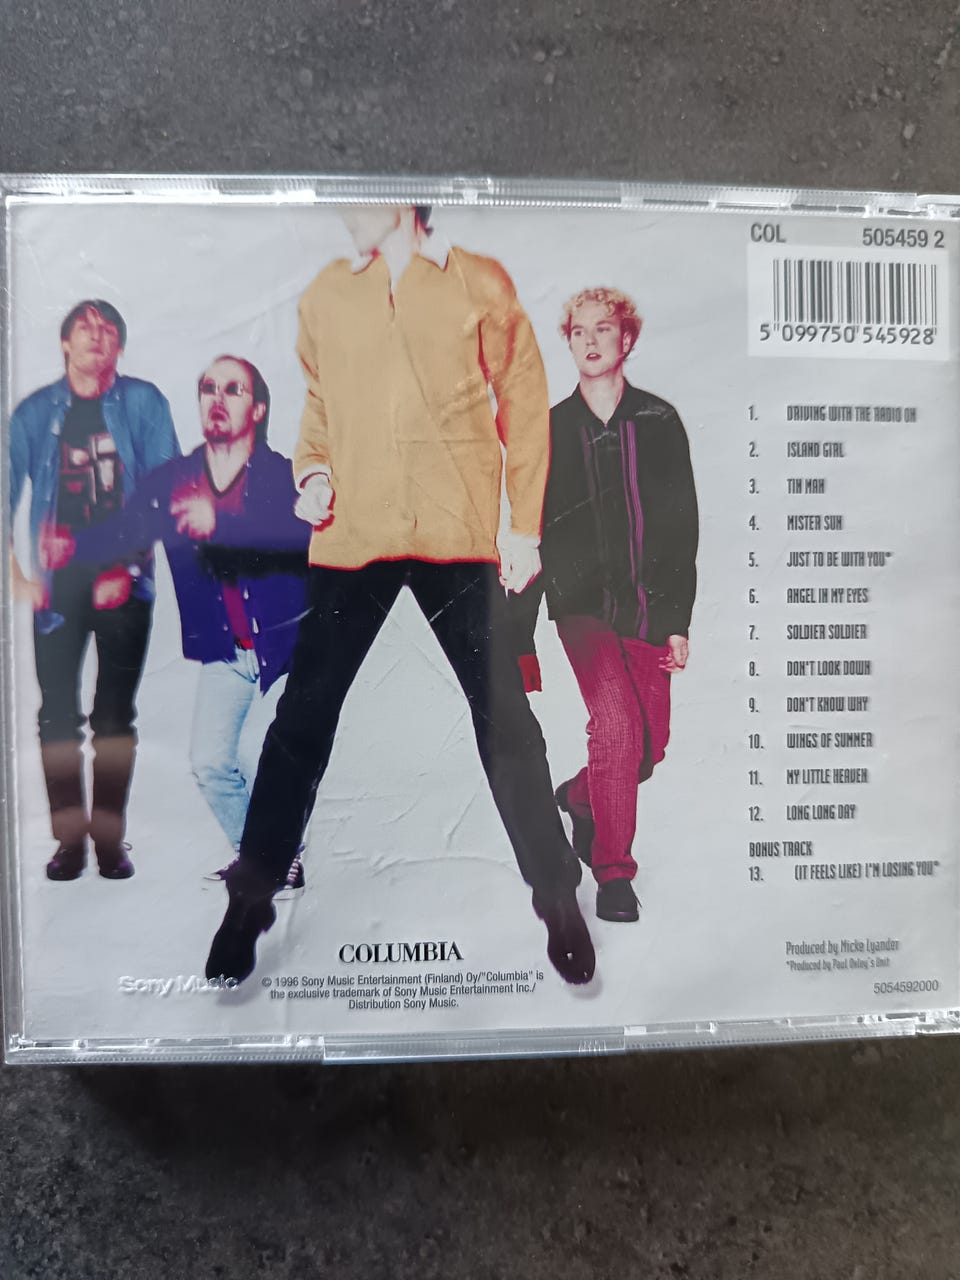 COL 505459 2
5 099750 545928
1. DRIVING WITH THE RADIO ON
2. ISLAND GIRL
3. TIN MAN
4. MISTER SUN
5. JUST TO BE WITH YOU*
6. ANGEL IN MY EYES
7. SOLDIER SOLDIER
8. DON'T LOOK DOWN
9. DON'T KNOW WHY
10. WINGS OF SUMMER
11. MY LITTLE HEAVEN
12. LONG LONG DAY
BONUS TRACK
13. (IT FEELS LIKE) I'M LOSING YOU*
Produced by Micke Lyander
*Produced by Paul Oxley's Unit
5054592000
COLUMBIA
Sony Music
© 1996 Sony Music Entertainment (Finland) Oy/"Columbia" is
the exclusive trademark of Sony Music Entertainment Inc./
Distribution Sony Music.